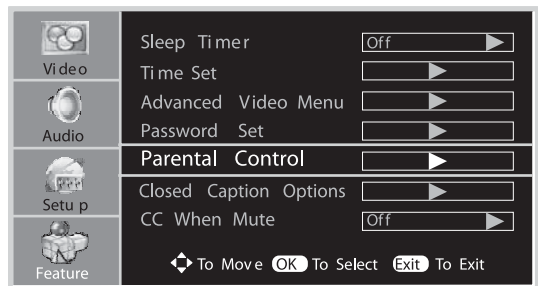 Video
Audio
Setup
Feature
Sleep Timer Off
Time Set
Advanced Video Menu
Password Set
Parental Control
Closed Caption Options
CC When Mute Off
To Move OK To Select Exit To Exit